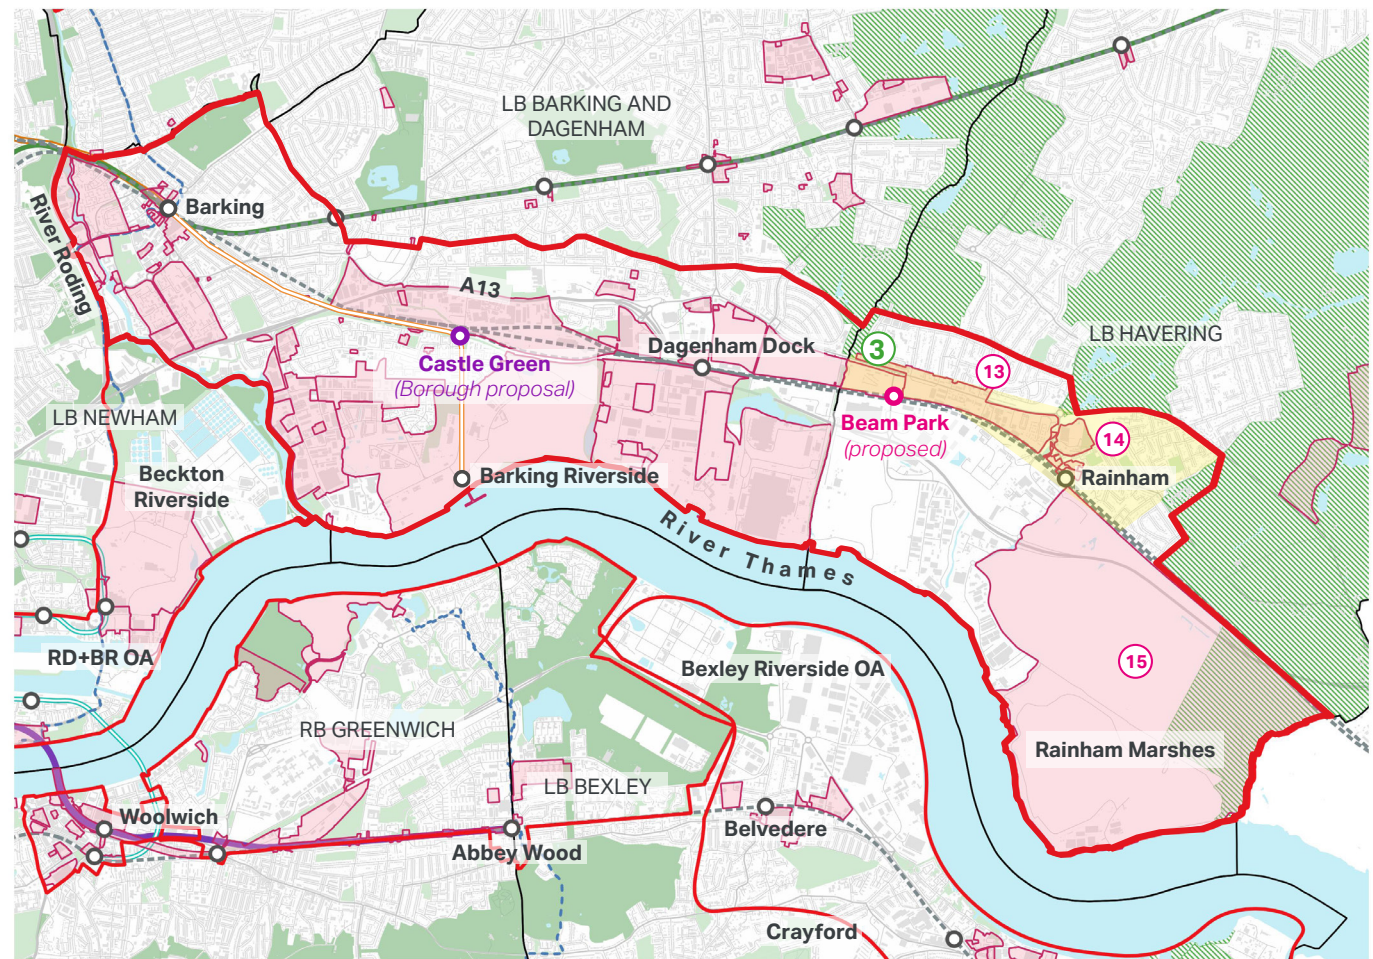 LB BARKING AND
DAGENHAM
Barking
River Roding
A13
LB HAVERING
3
Dagenham Dock
13
Castle Green
(Borough proposal)
Beam Park
(proposed)
14
LB NEWHAM
Beckton
Riverside
Barking Riverside
Rainham
River Thames
RD+BR OA
Bexley Riverside OA
15
RB GREENWICH
Rainham Marshes
LB BEXLEY
Woolwich
Belvedere
Abbey Wood
Crayford